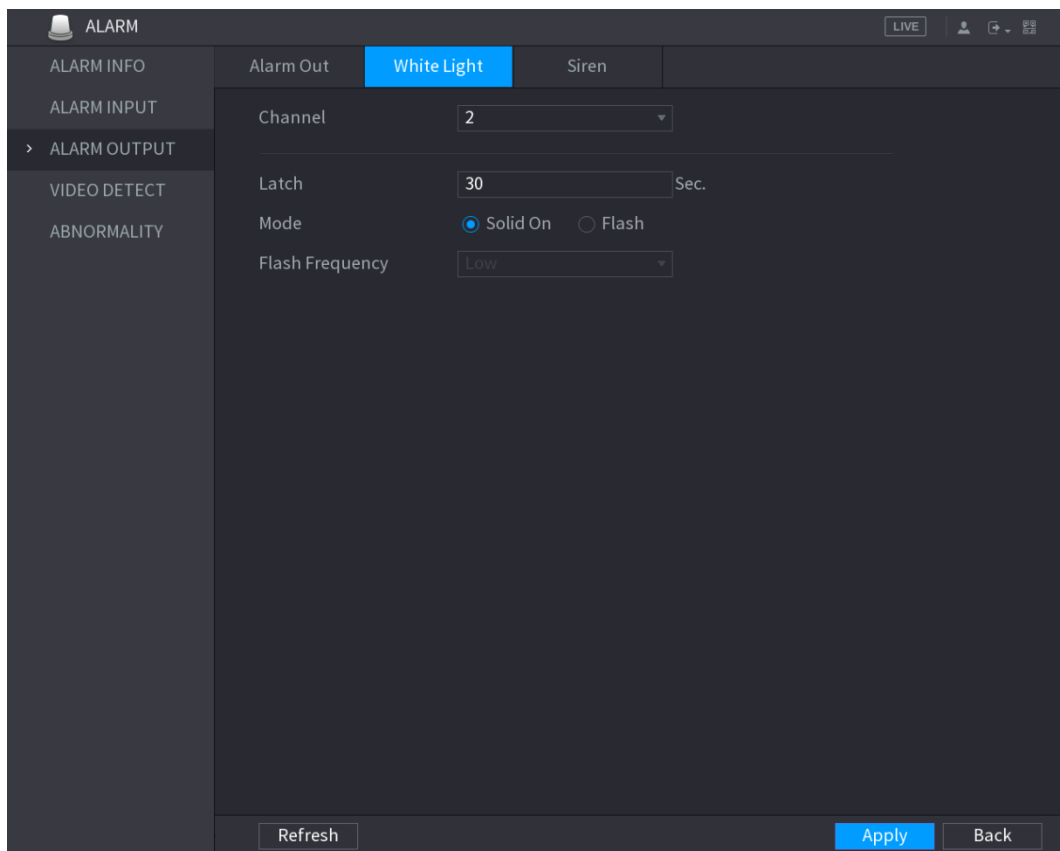 ALARM
LIVE
ALARM INFO
ALARM INPUT
> ALARM OUTPUT
VIDEO DETECT
ABNORMALITY
Alarm Out White Light Siren
Channel 2
Latch 30 Sec.
Mode Solid On Flash
Flash Frequency Low
Refresh Apply Back